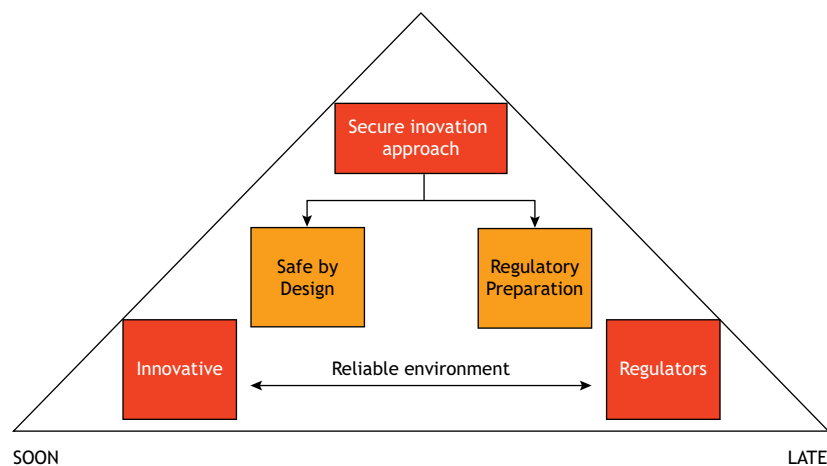 Secure inovation
approach
Safe by
Design
Regulatory
Preparation
Innovative
Reliable environment
Regulators
SOON
LATE